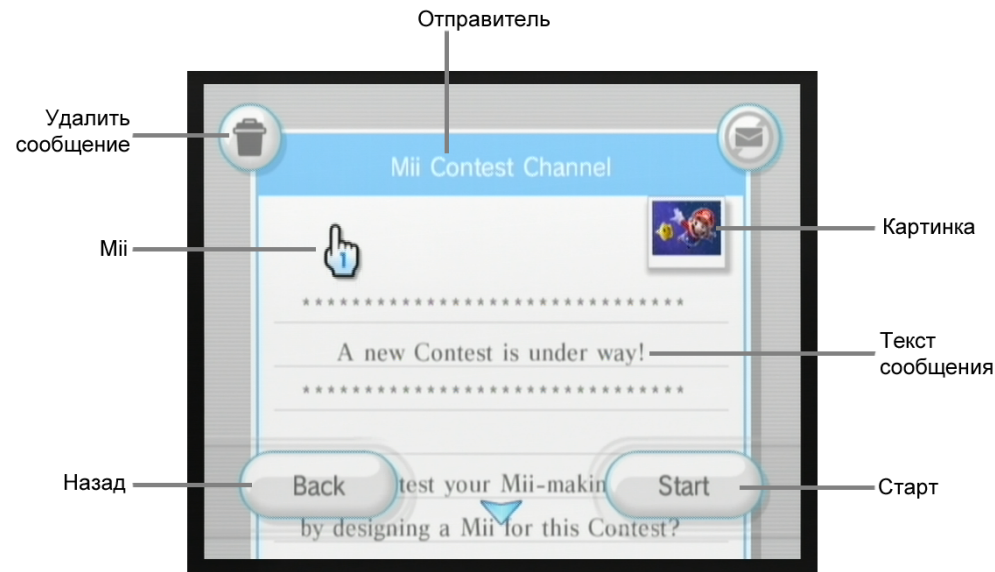 Отправитель
Удалить
сообщение
Mii Contest Channel
Mii
1
Картинка
*******************************
A new Contest is under way!
*******************************
Текст
сообщения
Назад
Back
test your Mii-makin
Start
Старт
by designing a Mii for this Contest?